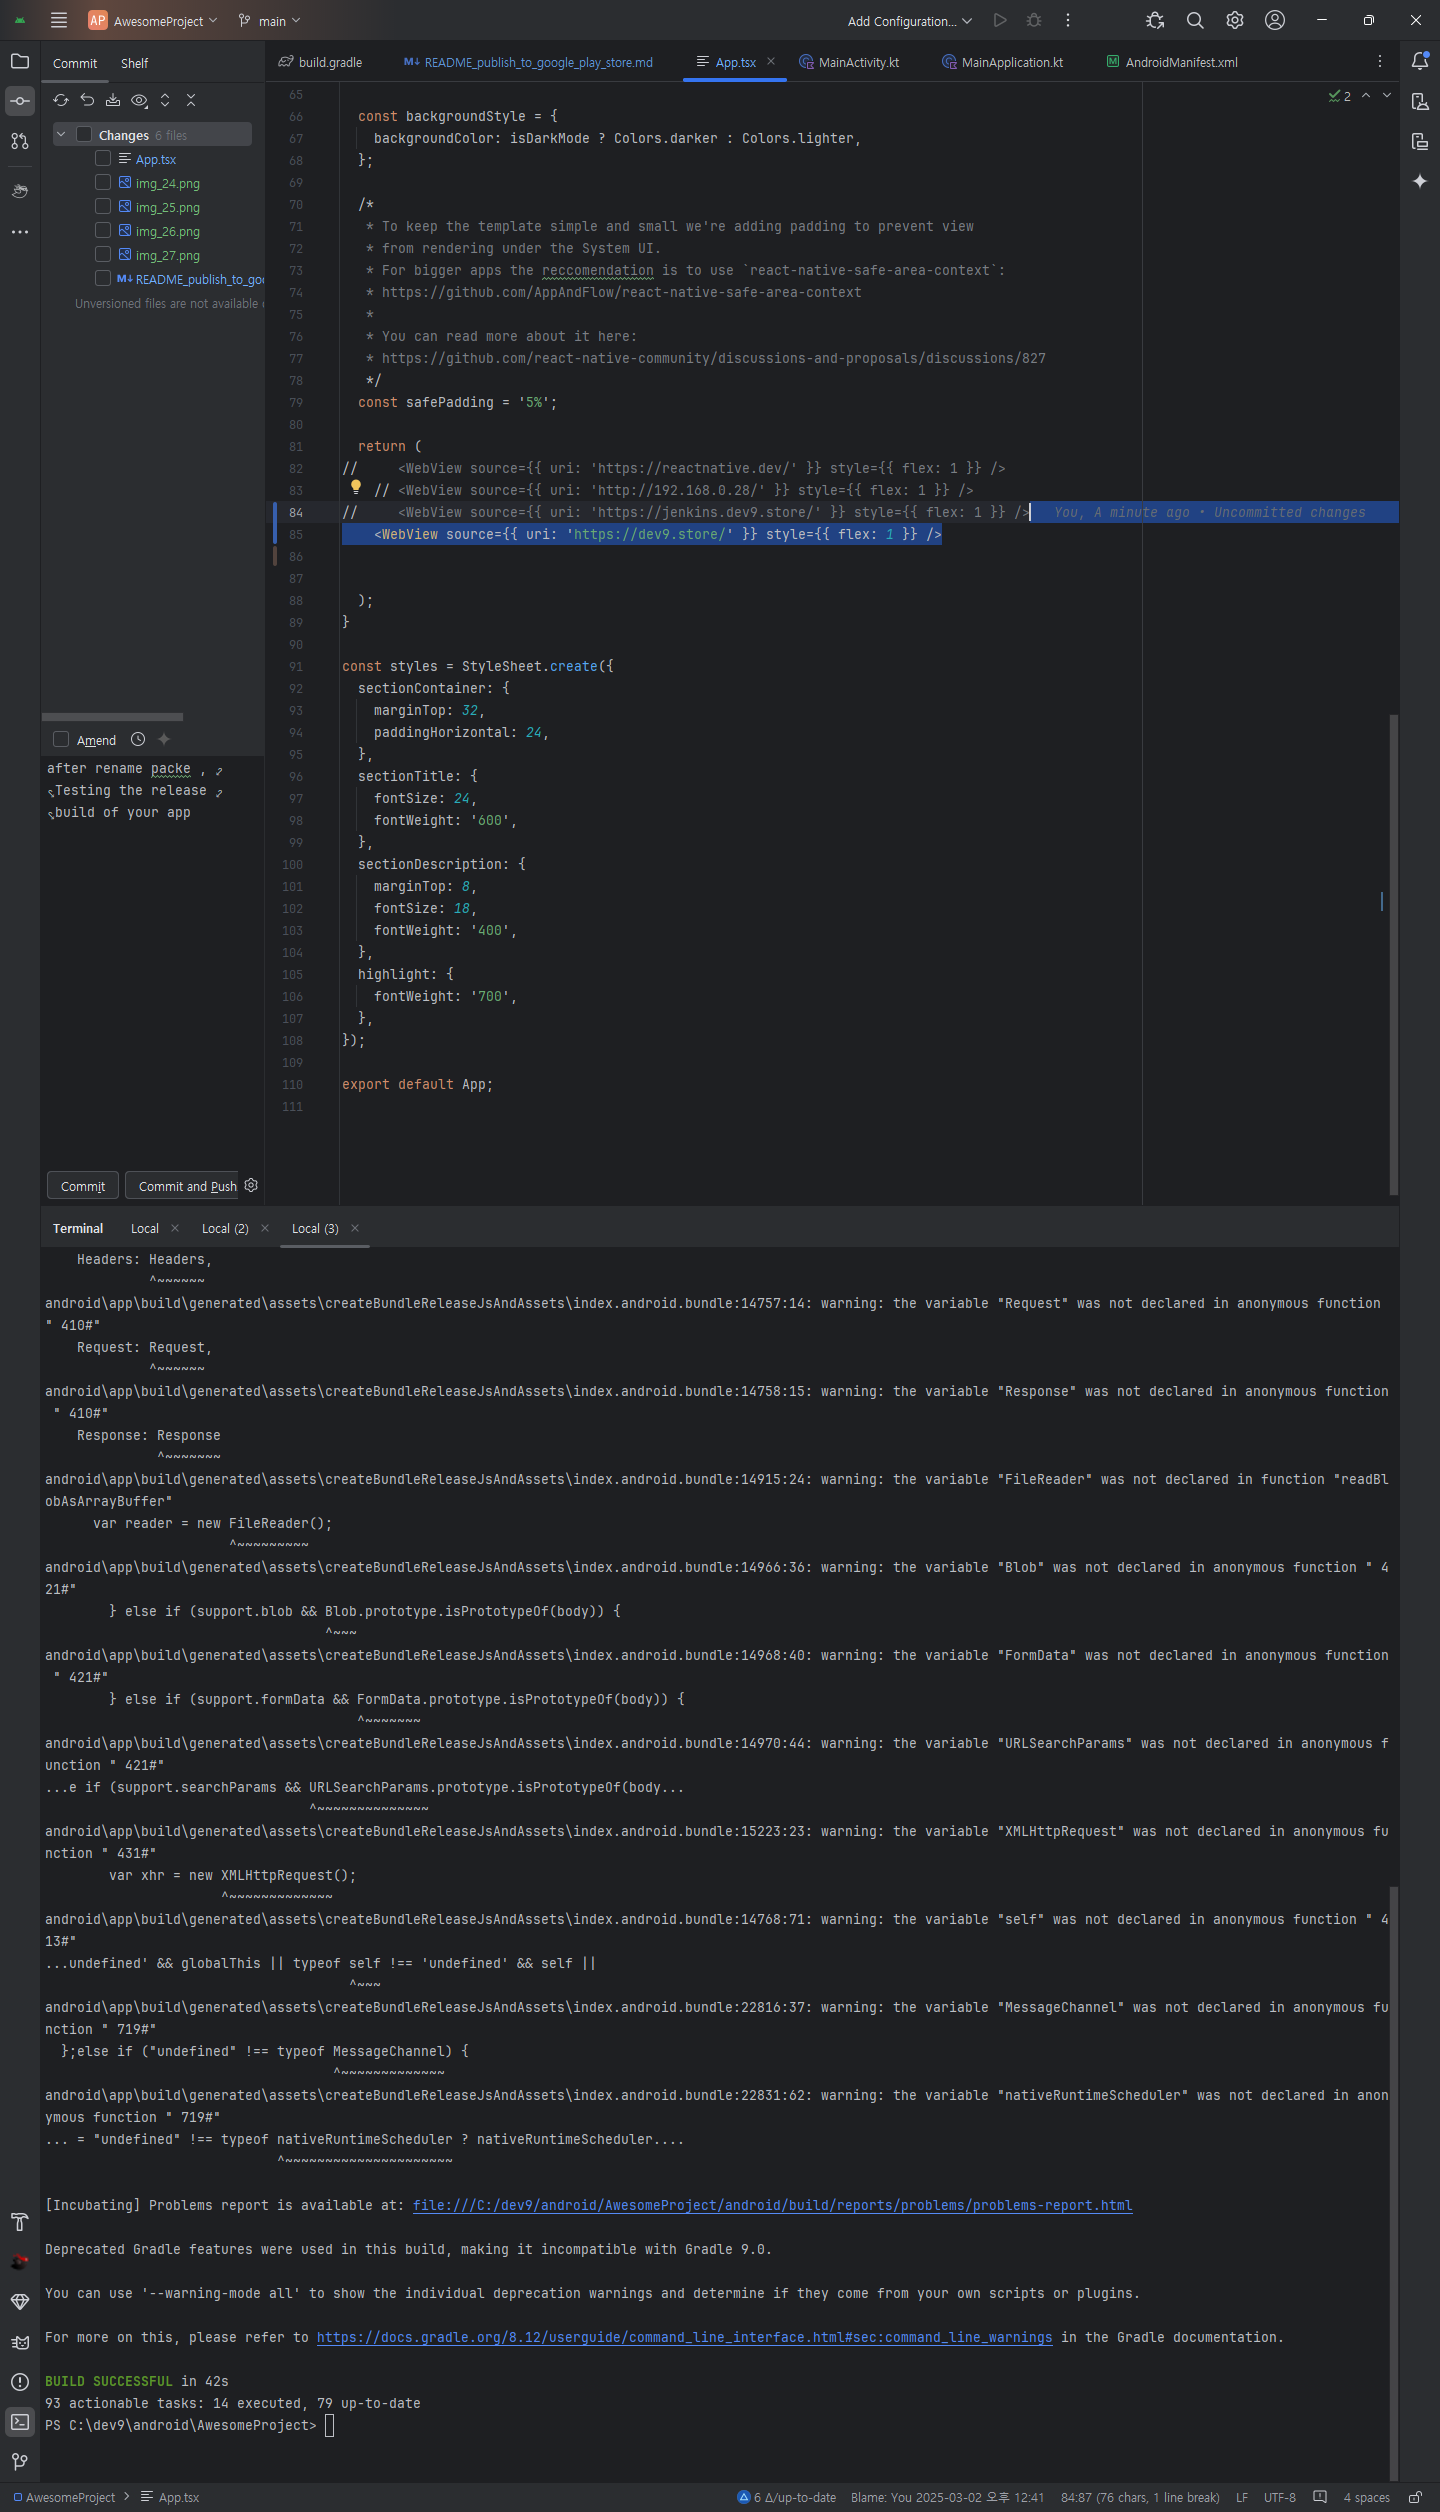 AP AwesomeProject main Add Configuration...
Commit Shelf
build.gradle README_publish_to_google_play_store.md App.tsx MainActivity.kt MainApplication.kt AndroidManifest.xml
Changes 6 files
App.tsx
img_24.png
img_25.png
img_26.png
img_27.png
README_publish_to_goo
Unversioned files are not available
Amend
after rename packe ,
Testing the release
build of your app
Commit Commit and Push
2
65
66 const backgroundStyle = {
67 backgroundColor: isDarkMode ? Colors.darker : Colors.lighter,
68 };
69
70 /*
71 * To keep the template simple and small we're adding padding to prevent view
72 * from rendering under the System UI.
73 * For bigger apps the reccomendation is to use `react-native-safe-area-context`:
74 * https://github.com/AppAndFlow/react-native-safe-area-context
75 *
76 * You can read more about it here:
77 * https://github.com/react-native-community/discussions-and-proposals/discussions/827
78 */
79 const safePadding = '5%';
80
81 return (
82 // <WebView source={{ uri: 'https://reactnative.dev/' }} style={{ flex: 1 }} />
83 // <WebView source={{ uri: 'http://192.168.0.28/' }} style={{ flex: 1 }} />
84 // <WebView source={{ uri: 'https://jenkins.dev9.store/' }} style={{ flex: 1 }} /> You, A minute ago • Uncommitted changes
85 <WebView source={{ uri: 'https://dev9.store/' }} style={{ flex: 1 }} />
86
87
88 );
89 }
90
91 const styles = StyleSheet.create({
92 sectionContainer: {
93 marginTop: 32,
94 paddingHorizontal: 24,
95 },
96 sectionTitle: {
97 fontSize: 24,
98 fontWeight: '600',
99 },
100 sectionDescription: {
101 marginTop: 8,
102 fontSize: 18,
103 fontWeight: '400',
104 },
105 highlight: {
106 fontWeight: '700',
107 },
108 });
109
110 export default App;
111
Terminal Local Local (2) Local (3)
Headers: Headers,
^~~~~~~
android\app\build\generated\assets\createBundleReleaseJsAndAssets\index.android.bundle:14757:14: warning: the variable "Request" was not declared in anonymous function
" 410#"
Request: Request,
^~~~~~~
android\app\build\generated\assets\createBundleReleaseJsAndAssets\index.android.bundle:14758:15: warning: the variable "Response" was not declared in anonymous function
" 410#"
Response: Response
^~~~~~~~
android\app\build\generated\assets\createBundleReleaseJsAndAssets\index.android.bundle:14915:24: warning: the variable "FileReader" was not declared in function "readBl
obAsArrayBuffer"
var reader = new FileReader();
^~~~~~~~~~
android\app\build\generated\assets\createBundleReleaseJsAndAssets\index.android.bundle:14966:36: warning: the variable "Blob" was not declared in anonymous function " 4
21#"
} else if (support.blob && Blob.prototype.isPrototypeOf(body)) {
^~~~
android\app\build\generated\assets\createBundleReleaseJsAndAssets\index.android.bundle:14968:40: warning: the variable "FormData" was not declared in anonymous function
" 421#"
} else if (support.formData && FormData.prototype.isPrototypeOf(body)) {
^~~~~~~~
android\app\build\generated\assets\createBundleReleaseJsAndAssets\index.android.bundle:14970:44: warning: the variable "URLSearchParams" was not declared in anonymous f
unction " 421#"
...e if (support.searchParams && URLSearchParams.prototype.isPrototypeOf(body...
^~~~~~~~~~~~~~~
android\app\build\generated\assets\createBundleReleaseJsAndAssets\index.android.bundle:15223:23: warning: the variable "XMLHttpRequest" was not declared in anonymous fu
nction " 431#"
var xhr = new XMLHttpRequest();
^~~~~~~~~~~~~~
android\app\build\generated\assets\createBundleReleaseJsAndAssets\index.android.bundle:14768:71: warning: the variable "self" was not declared in anonymous function " 4
13#"
...undefined' && globalThis || typeof self !== 'undefined' && self ||
^~~~
android\app\build\generated\assets\createBundleReleaseJsAndAssets\index.android.bundle:22816:37: warning: the variable "MessageChannel" was not declared in anonymous fu
nction " 719#"
};else if ("undefined" !== typeof MessageChannel) {
^~~~~~~~~~~~~~
android\app\build\generated\assets\createBundleReleaseJsAndAssets\index.android.bundle:22831:62: warning: the variable "nativeRuntimeScheduler" was not declared in anon
ymous function " 719#"
... = "undefined" !== typeof nativeRuntimeScheduler ? nativeRuntimeScheduler....
^~~~~~~~~~~~~~~~~~~~~~
[Incubating] Problems report is available at: file:///C:/dev9/android/AwesomeProject/android/build/reports/problems/problems-report.html
Deprecated Gradle features were used in this build, making it incompatible with Gradle 9.0.
You can use '--warning-mode all' to show the individual deprecation warnings and determine if they come from your own scripts or plugins.
For more on this, please refer to https://docs.gradle.org/8.12/userguide/command_line_interface.html#sec:command_line_warnings in the Gradle documentation.
BUILD SUCCESSFUL in 42s
93 actionable tasks: 14 executed, 79 up-to-date
PS C:\dev9\android\AwesomeProject>
AwesomeProject > App.tsx 6 Δ/up-to-date Blame: You 2025-03-02 오후 12:41 84:87 (76 chars, 1 line break) LF UTF-8 4 spaces